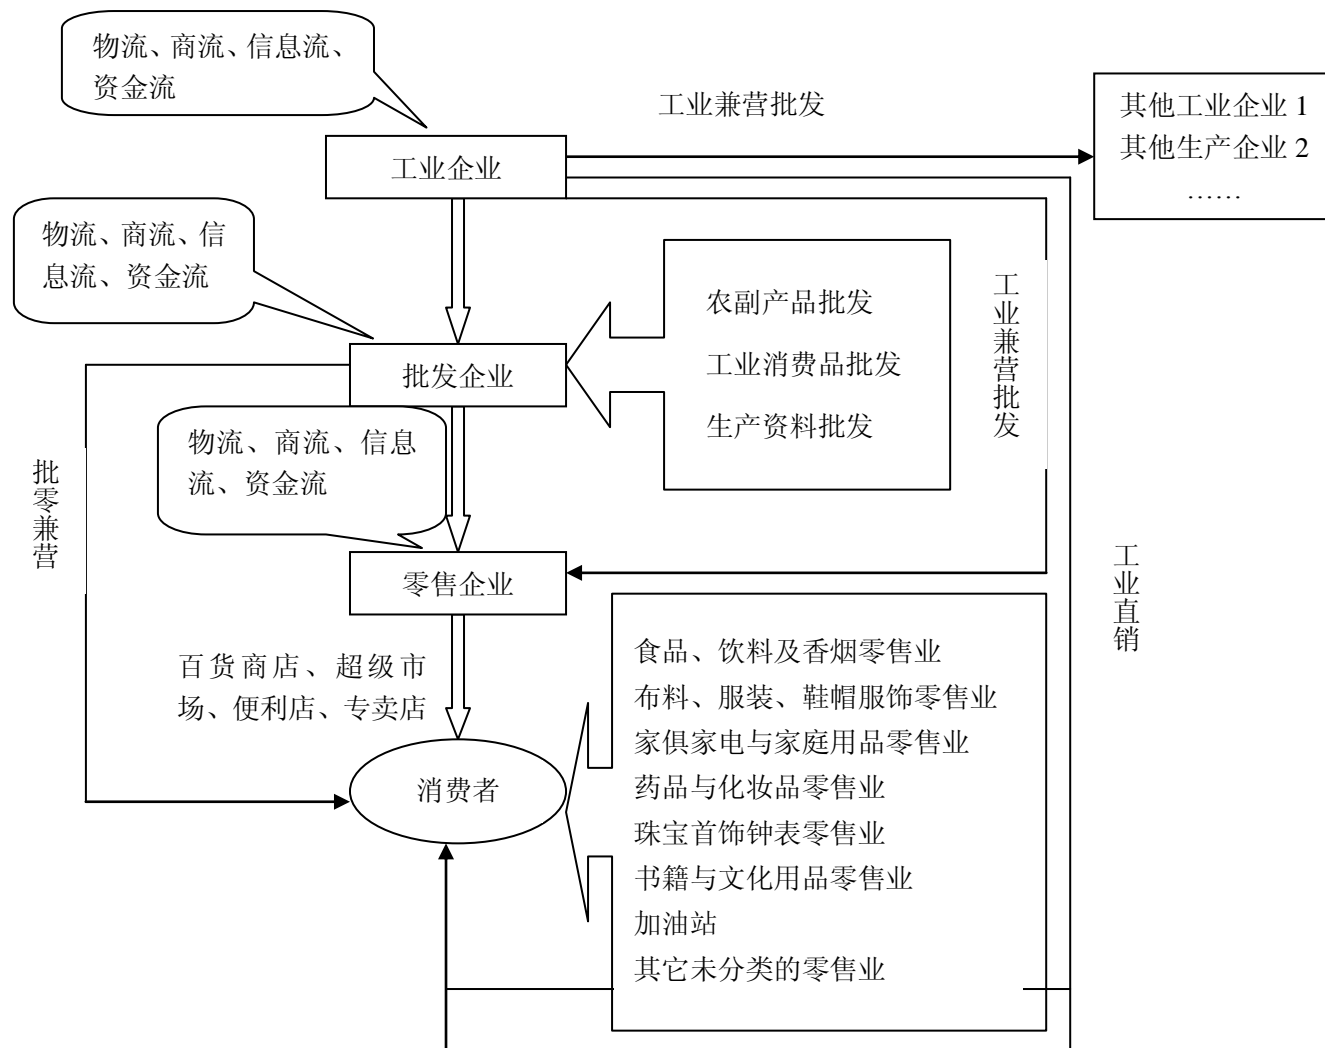 物流、商流、信息流、
资金流
工业兼营批发
其他工业企业 1
其他生产企业 2
……
工业企业
物流、商流、信
息流、资金流
农副产品批发
工业消费品批发
生产资料批发
工业兼营批发
批发企业
物流、商流、信息
流、资金流
批零兼营
零售企业
工业直销
百货商店、超级市
场、便利店、专卖店
食品、饮料及香烟零售业
布料、服装、鞋帽服饰零售业
家俱家电与家庭用品零售业
药品与化妆品零售业
珠宝首饰钟表零售业
书籍与文化用品零售业
加油站
其它未分类的零售业
消费者